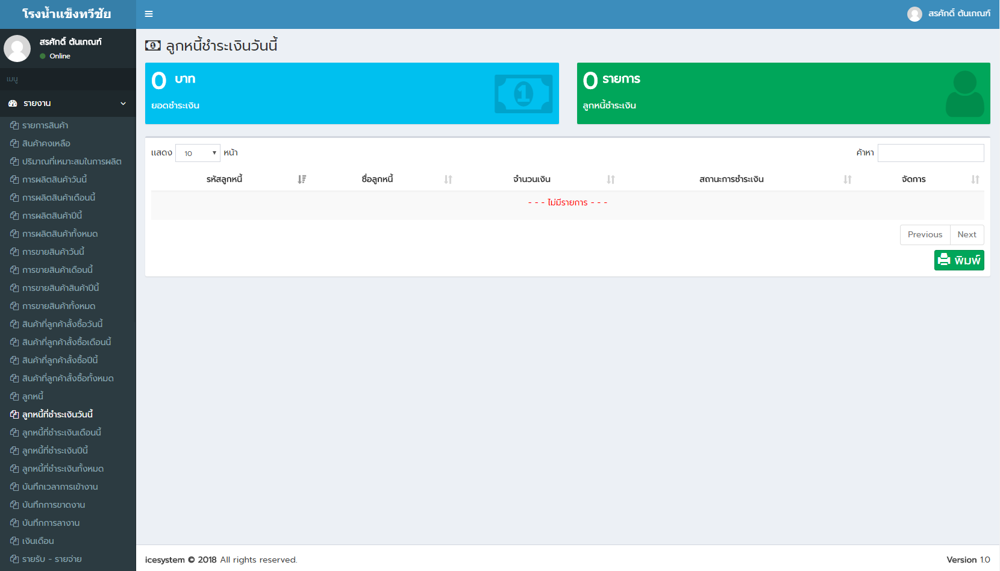 โรงน้ำแข็งทวีชัย
สรศักดิ์ ตันเกณฑ์
สรศักดิ์ ตันเกณฑ์
Online
เมนู
รายงาน
รายการสินค้า
สินค้าคงเหลือ
ปริมาณที่เหมาะสมในการผลิต
การผลิตสินค้าวันนี้
การผลิตสินค้าเดือนนี้
การผลิตสินค้าปีนี้
การผลิตสินค้าทั้งหมด
การขายสินค้าวันนี้
การขายสินค้าเดือนนี้
การขายสินค้าสินค้าปีนี้
การขายสินค้าทั้งหมด
สินค้าที่ลูกค้าสั้งซื้อวันนี้
สินค้าที่ลูกค้าสั้งซื้อเดือนนี้
สินค้าที่ลูกค้าสั้งซื้อปีนี้
สินค้าที่ลูกค้าสั้งซื้อทั้งหมด
ลูกหนี้
ลูกหนี้ที่ชำระเงินวันนี้
ลูกหนี้ที่ชำระเงินเดือนนี้
ลูกหนี้ที่ชำระเงินปีนี้
ลูกหนี้ที่ชำระเงินทั้งหมด
บันทึกเวลาการเข้างาน
บันทึกการขาดงาน
บันทึกการลางาน
เงินเดือน
รายรับ - รายจ่าย
ลูกหนี้ชำระเงินวันนี้
0 บาท
ยอดชำระเงิน
0 รายการ
ลูกหนี้ชำระเงิน
แสดง 10 หน้า
ค้าหา
รหัสลูกหนี้ ชื่อลูกหนี้ จำนวนเงิน สถานะการชำระเงิน จัดการ
- - - ไม่มีรายการ - - -
Previous Next
พิมพ์
icesystem © 2018 All rights reserved.
Version 1.0